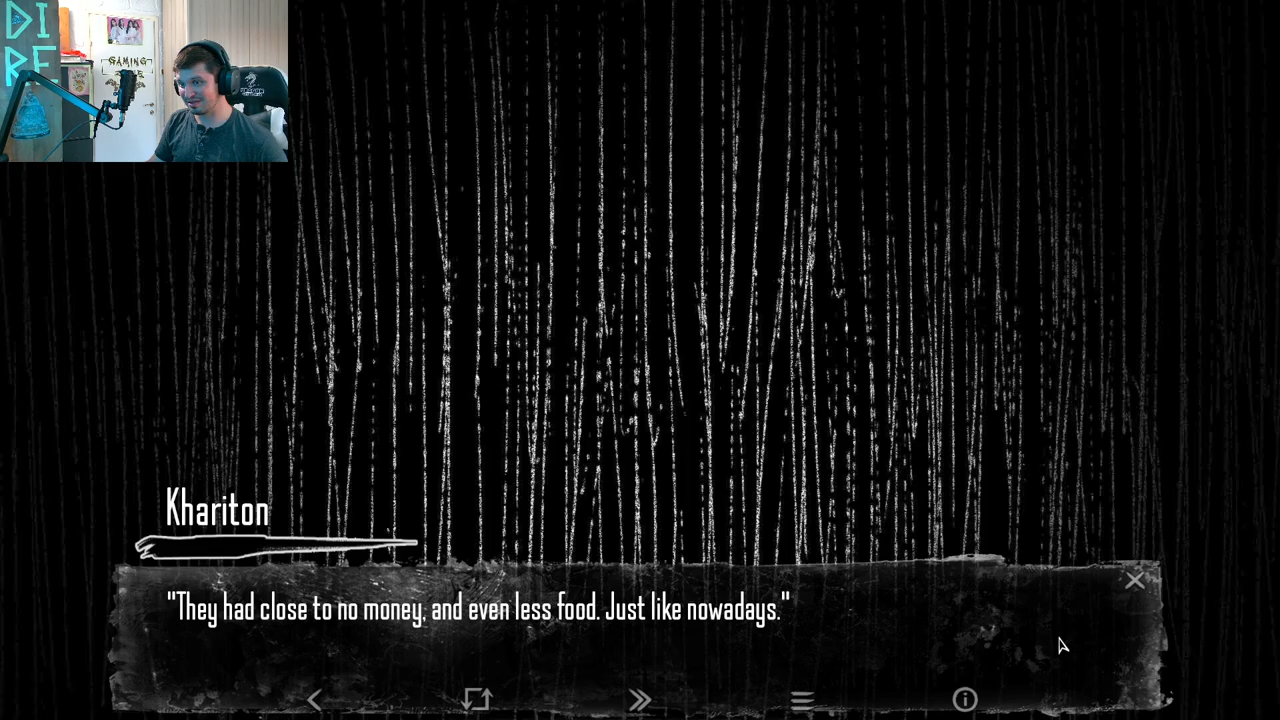 DI
RE
GAMING
Khariton
"They had close to no money, and even less food. Just like nowadays."